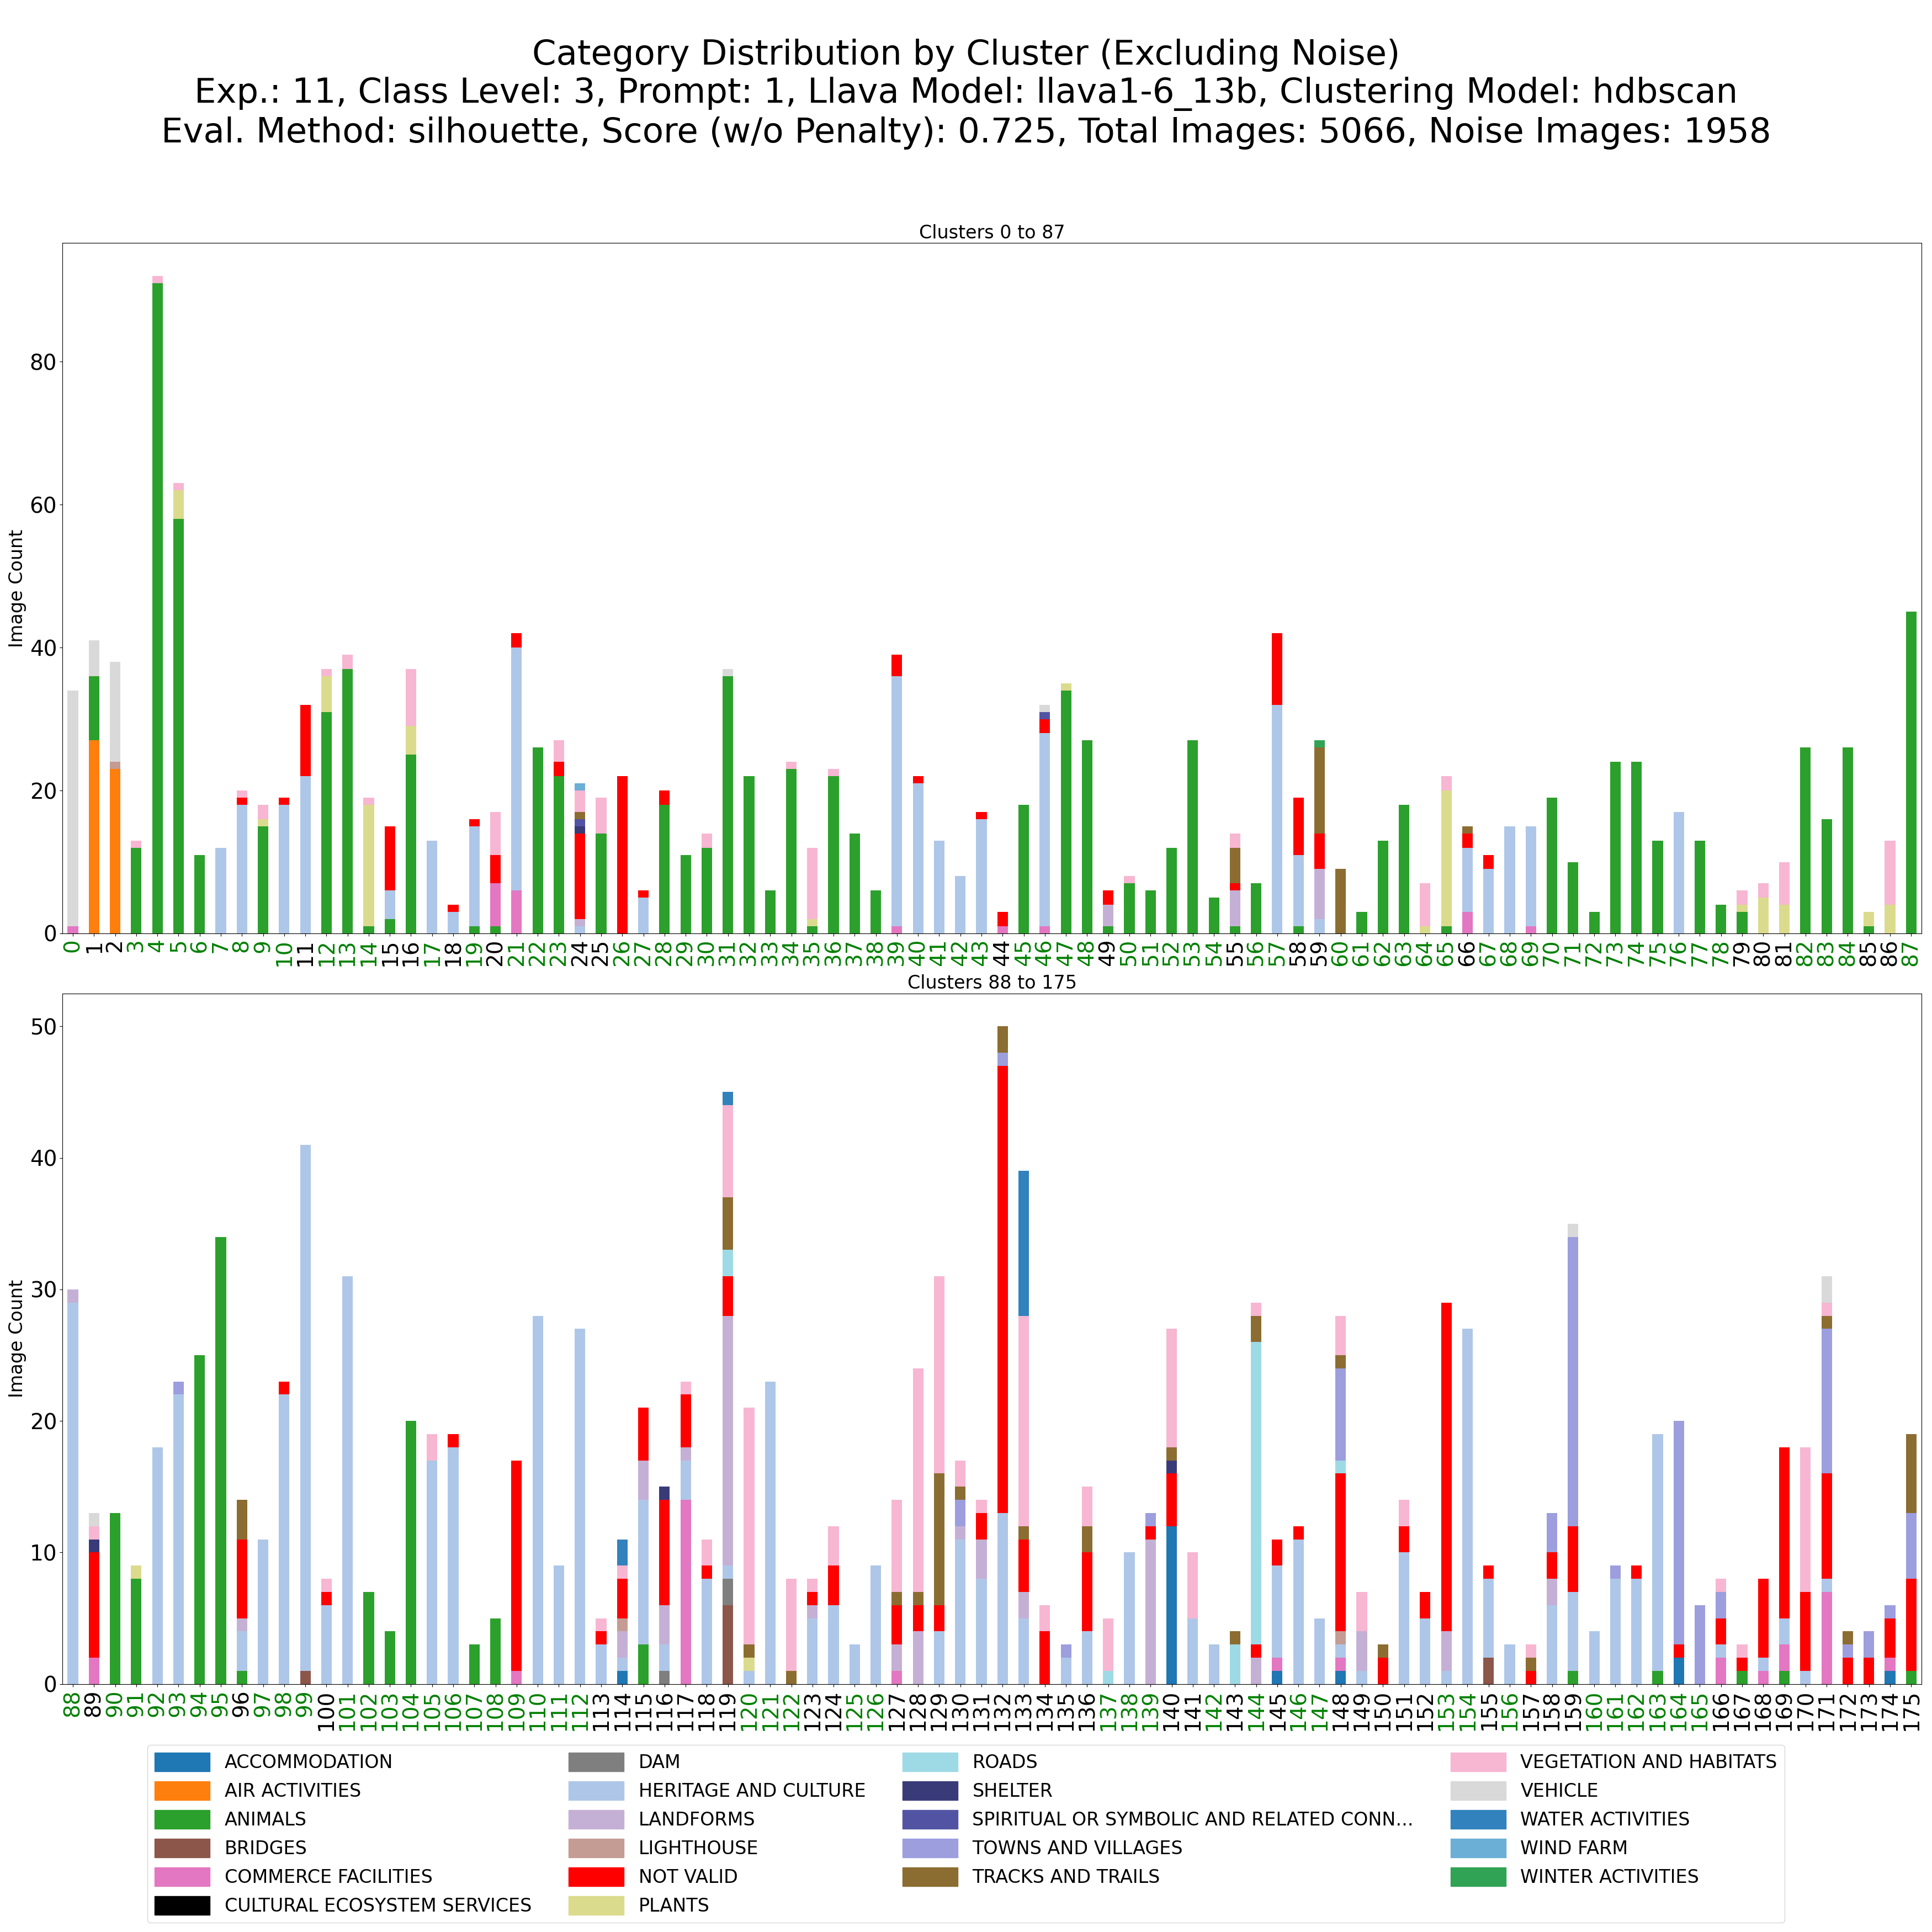 Category Distribution by Cluster (Excluding Noise)
Exp.: 11, Class Level: 3, Prompt: 1, Llava Model: llava1-6_13b, Clustering Model: hdbscan
Eval. Method: silhouette, Score (w/o Penalty): 0.725, Total Images: 5066, Noise Images: 1958
Clusters 0 to 87
Image Count
80
60
40
20
0
0 1 2 3 4 5 6 7 8 9 10 11 12 13 14 15 16 17 18 19 20 21 22 23 24 25 26 27 28 29 30 31 32 33 34 35 36 37 38 39 40 41 42 43 44 45 46 47 48 49 50 51 52 53 54 55 56 57 58 59 60 61 62 63 64 65 66 67 68 69 70 71 72 73 74 75 76 77 78 79 80 81 82 83 84 85 86 87
Clusters 88 to 175
Image Count
50
40
30
20
10
0
88 89 90 91 92 93 94 95 96 97 98 99 100 101 102 103 104 105 106 107 108 109 110 111 112 113 114 115 116 117 118 119 120 121 122 123 124 125 126 127 128 129 130 131 132 133 134 135 136 137 138 139 140 141 142 143 144 145 146 147 148 149 150 151 152 153 154 155 156 157 158 159 160 161 162 163 164 165 166 167 168 169 170 171 172 173 174 175
ACCOMMODATION
AIR ACTIVITIES
ANIMALS
BRIDGES
COMMERCE FACILITIES
CULTURAL ECOSYSTEM SERVICES
DAM
HERITAGE AND CULTURE
LANDFORMS
LIGHTHOUSE
NOT VALID
PLANTS
ROADS
SHELTER
SPIRITUAL OR SYMBOLIC AND RELATED CONN...
TOWNS AND VILLAGES
TRACKS AND TRAILS
VEGETATION AND HABITATS
VEHICLE
WATER ACTIVITIES
WIND FARM
WINTER ACTIVITIES